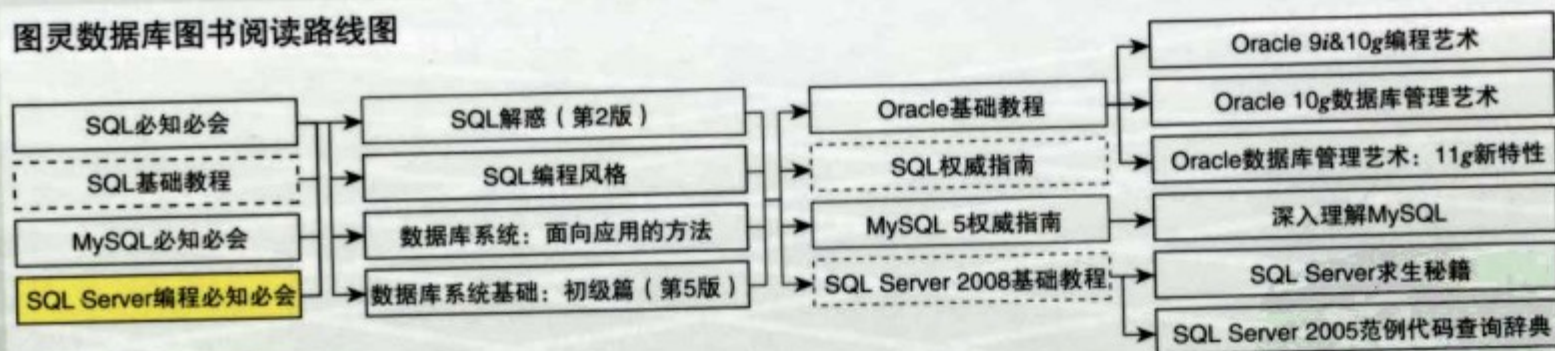 图灵数据库图书阅读路线图
SQL必知必会
SQL基础教程
MySQL必知必会
SQL Server编程必知必会
SQL解惑（第2版）
SQL编程风格
数据库系统：面向应用的方法
数据库系统基础：初级篇（第5版）
Oracle基础教程
SQL权威指南
MySQL 5权威指南
SQL Server 2008基础教程
Oracle 9i&10g编程艺术
Oracle 10g数据库管理艺术
Oracle数据库管理艺术：11g新特性
深入理解MySQL
SQL Server求生秘籍
SQL Server 2005范例代码查询辞典